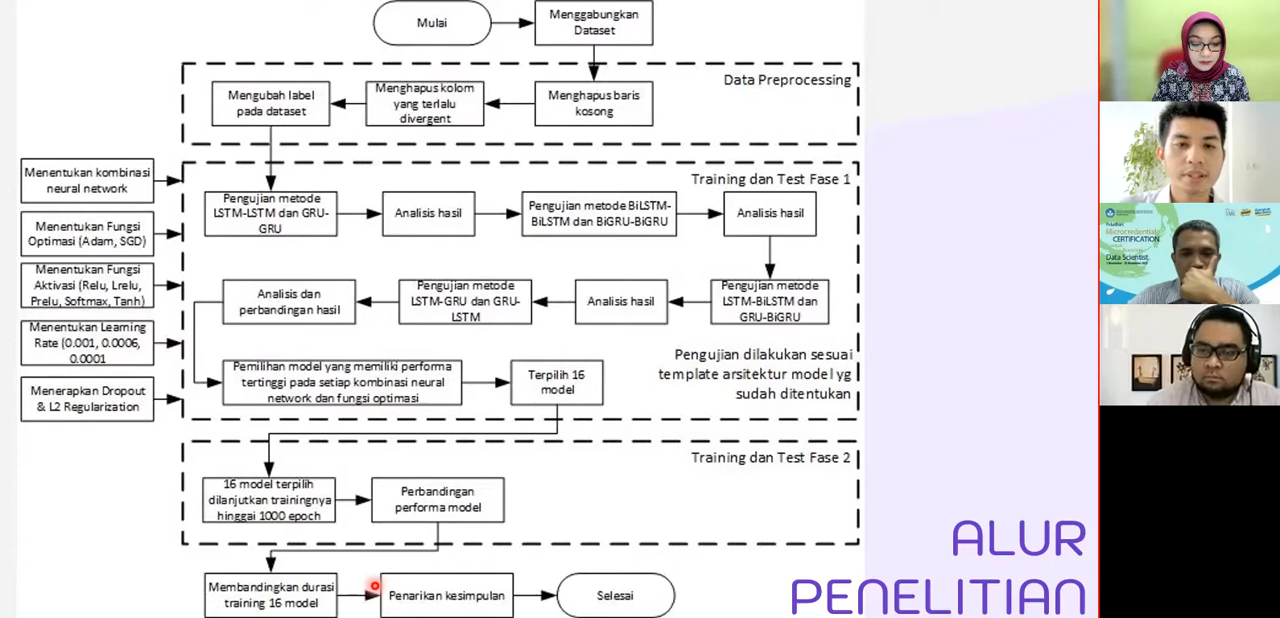 Mulai
Menggabungkan
Dataset
Data Preprocessing
Mengubah label
pada dataset
Menghapus kolom
yang terlalu
divergent
Menghapus baris
kosong
Menentukan kombinasi
neural network
Menentukan Fungsi
Optimasi (Adam, SGD)
Menentukan Fungsi
Aktivasi (Relu, Lrelu,
Prelu, Softmax, Tanh)
Menentukan Learning
Rate (0.001, 0.0006,
0.0001
Menerapkan Dropout
& L2 Regularization
Training dan Test Fase 1
Pengujian metode
LSTM-LSTM dan GRU-
GRU
Analisis hasil
Pengujian metode BiLSTM-
BiLSTM dan BiGRU-BiGRU
Analisis hasil
Pengujian metode
LSTM-BiLSTM dan
GRU-BiGRU
Analisis hasil
Pengujian metode
LSTM-GRU dan GRU-
LSTM
Analisis dan
perbandingan hasil
Pemilihan model yang memiliki performa
tertinggi pada setiap kombinasi neural
network dan fungsi optimasi
Terpilih 16
model
Pengujian dilakukan sesuai
template arsitektur model yg
sudah ditentukan
Training dan Test Fase 2
16 model terpilih
dilanjutkan trainingnya
hingga 1000 epoch
Perbandingan
performa model
Membandingkan durasi
training 16 model
Penarikan kesimpulan
Selesai
ALUR
PENELITIAN
Microcredential
CERTIFICATION
Data Scientist